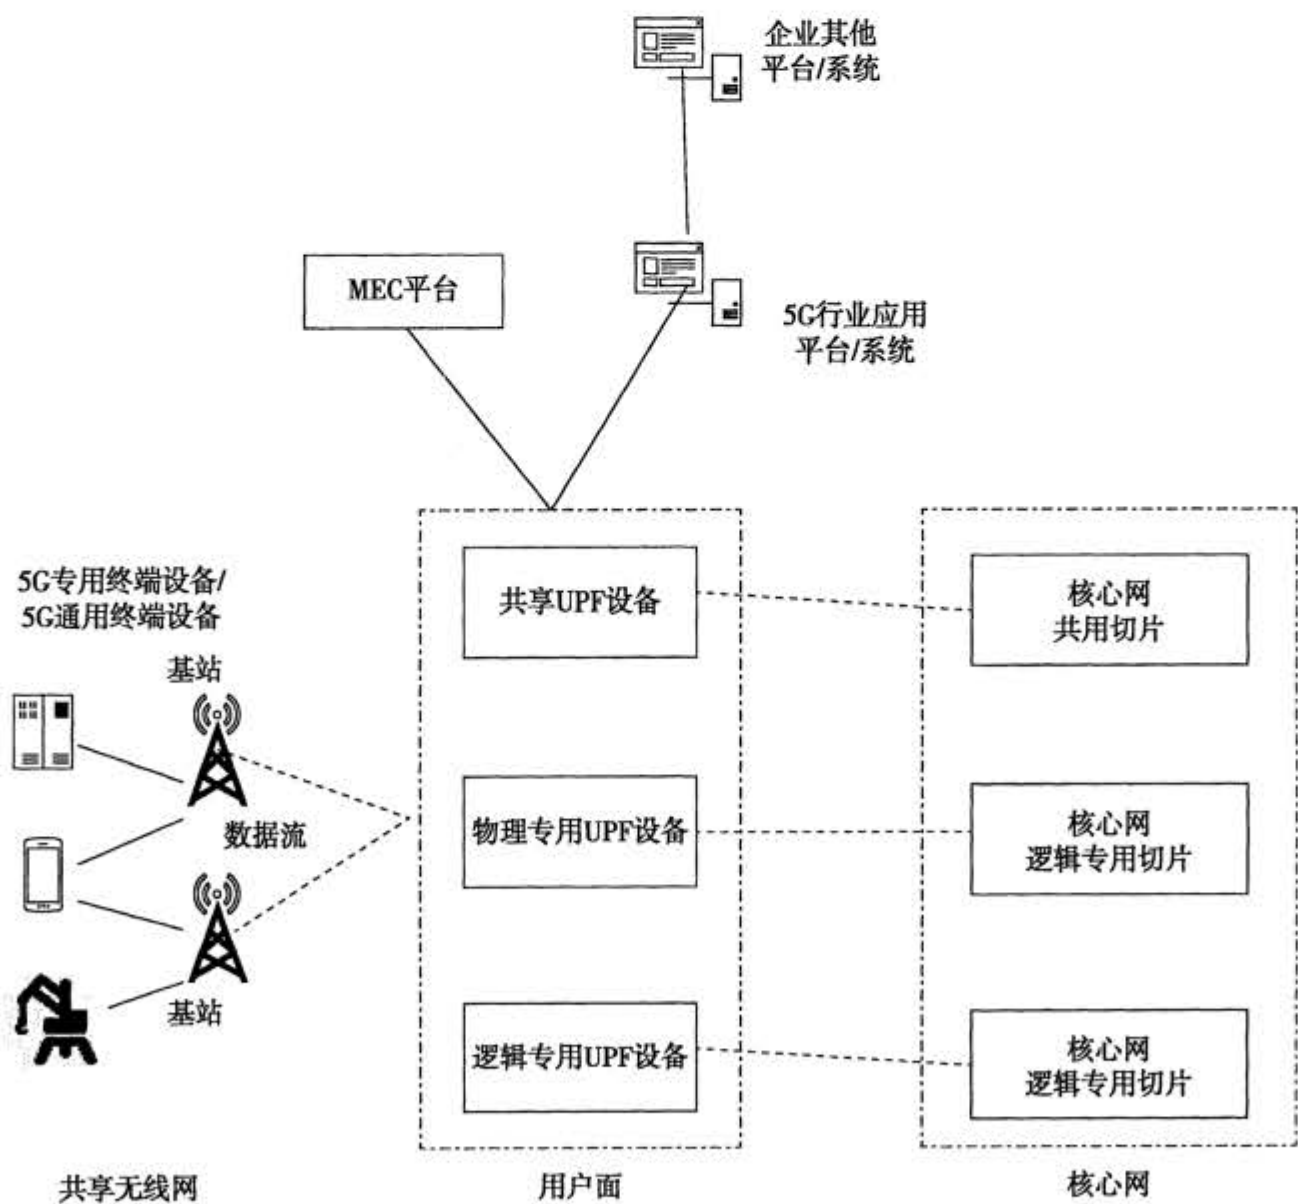 企业其他
平台/系统
MEC平台
5G行业应用
平台/系统
5G专用终端设备/
5G通用终端设备
基站
数据流
基站
共享UPF设备
物理专用UPF设备
逻辑专用UPF设备
核心网
共用切片
核心网
逻辑专用切片
核心网
逻辑专用切片
共享无线网
用户面
核心网